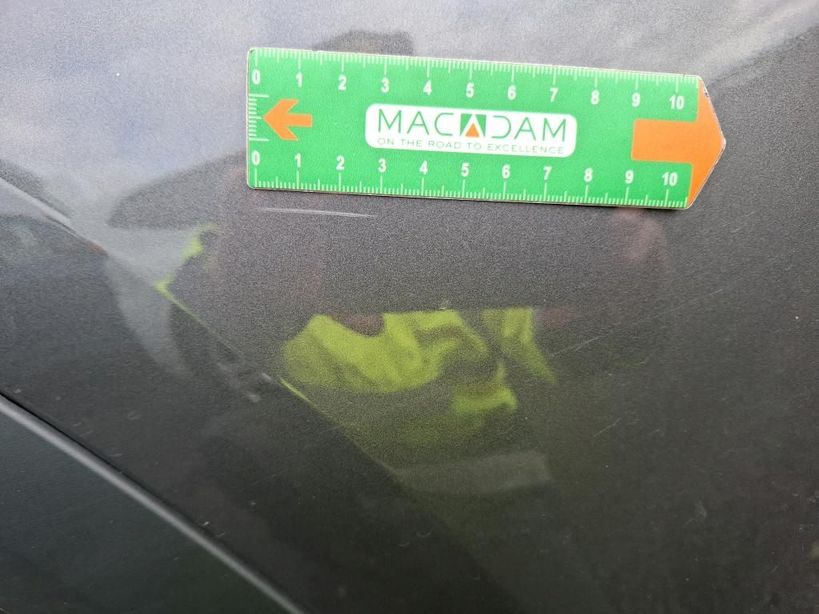 0 1 2 3 4 5 6 7 8 9 10
MACADAM
ON THE ROAD TO EXCELLENCE
0 1 2 3 4 5 6 7 8 9 10